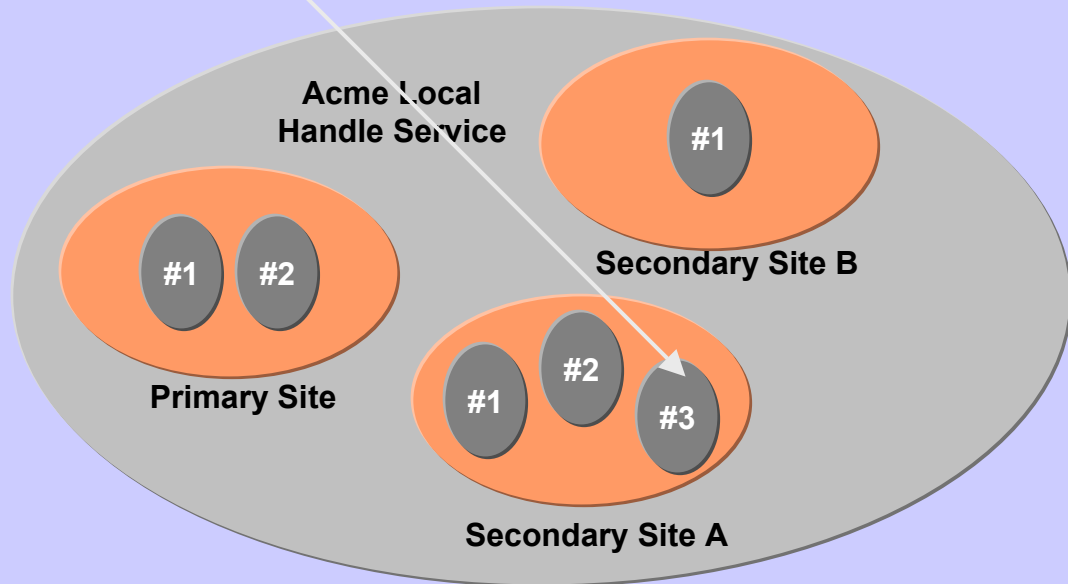 Acme Local
Handle Service
#1
Secondary Site B
#1 #2
Primary Site
#1
#2
#3
Secondary Site A